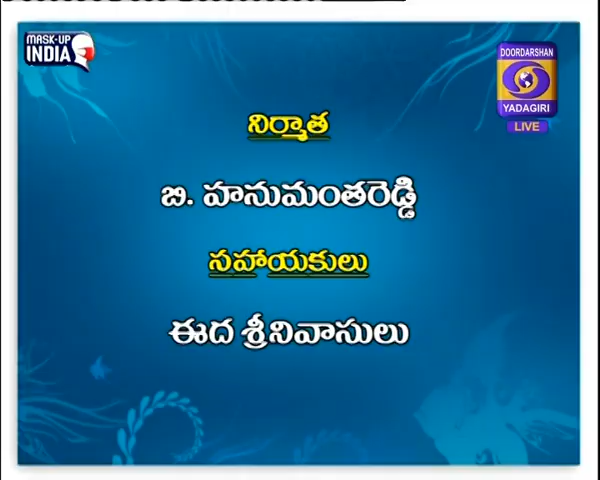 MASK-UP
INDIA
DOORDARSHAN
YADAGIRI
LIVE
నిర్మాత
బి. హనుమంతరెడ్డి
సహాయకులు
ఈద శ్రీనివాసులు